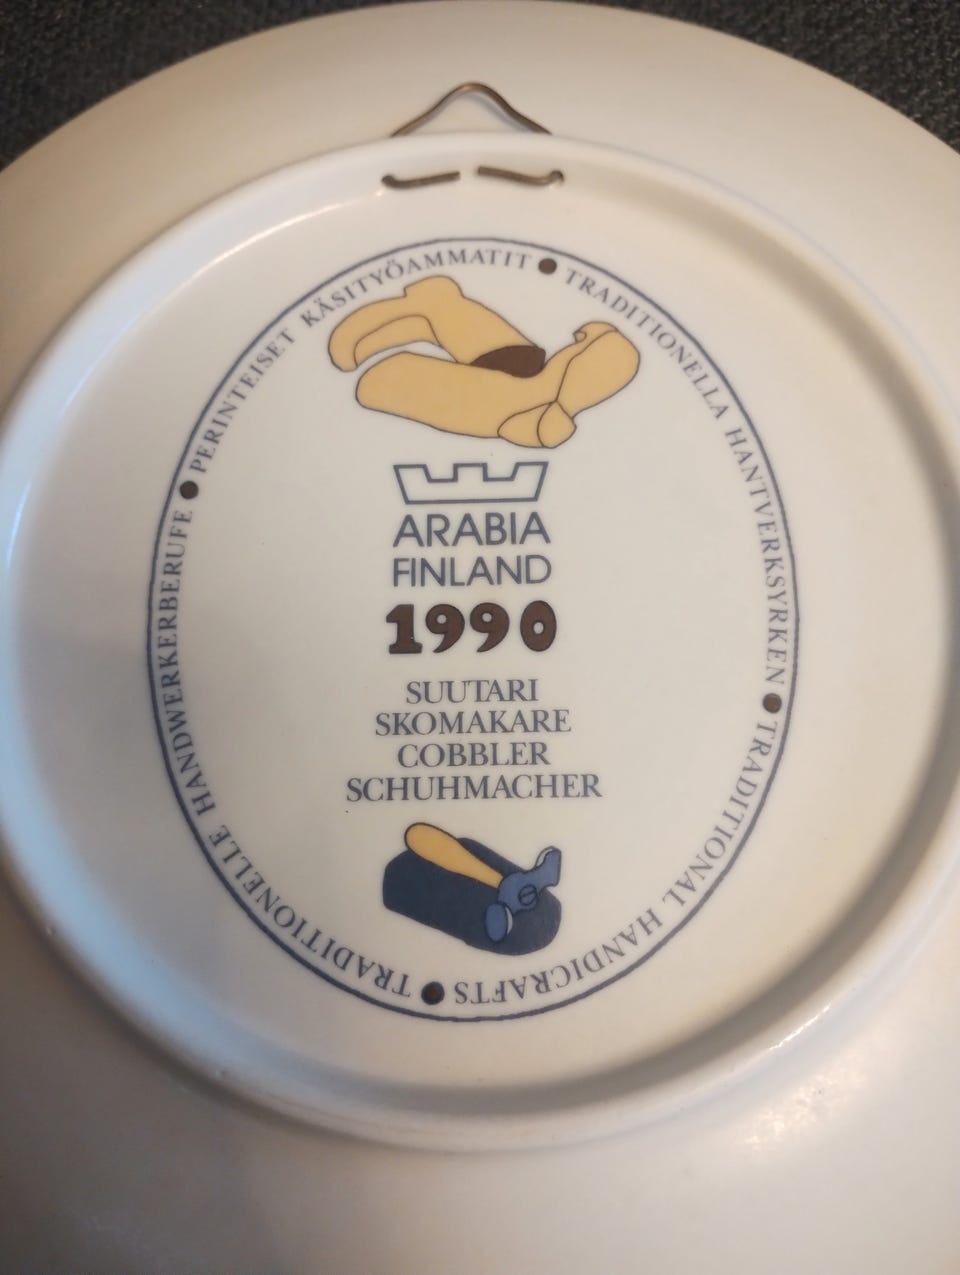 PERINTEISET KÄSITYÖAMMATIT ● TRADITIONELLA HANTVERKSYRKEN ● TRADITIONAL HANDICRAFTS ● TRADITIONELLE HANDWERKERBERUFE ●
ARABIA
FINLAND
1990
SUUTARI
SKOMAKARE
COBBLER
SCHUHMACHER